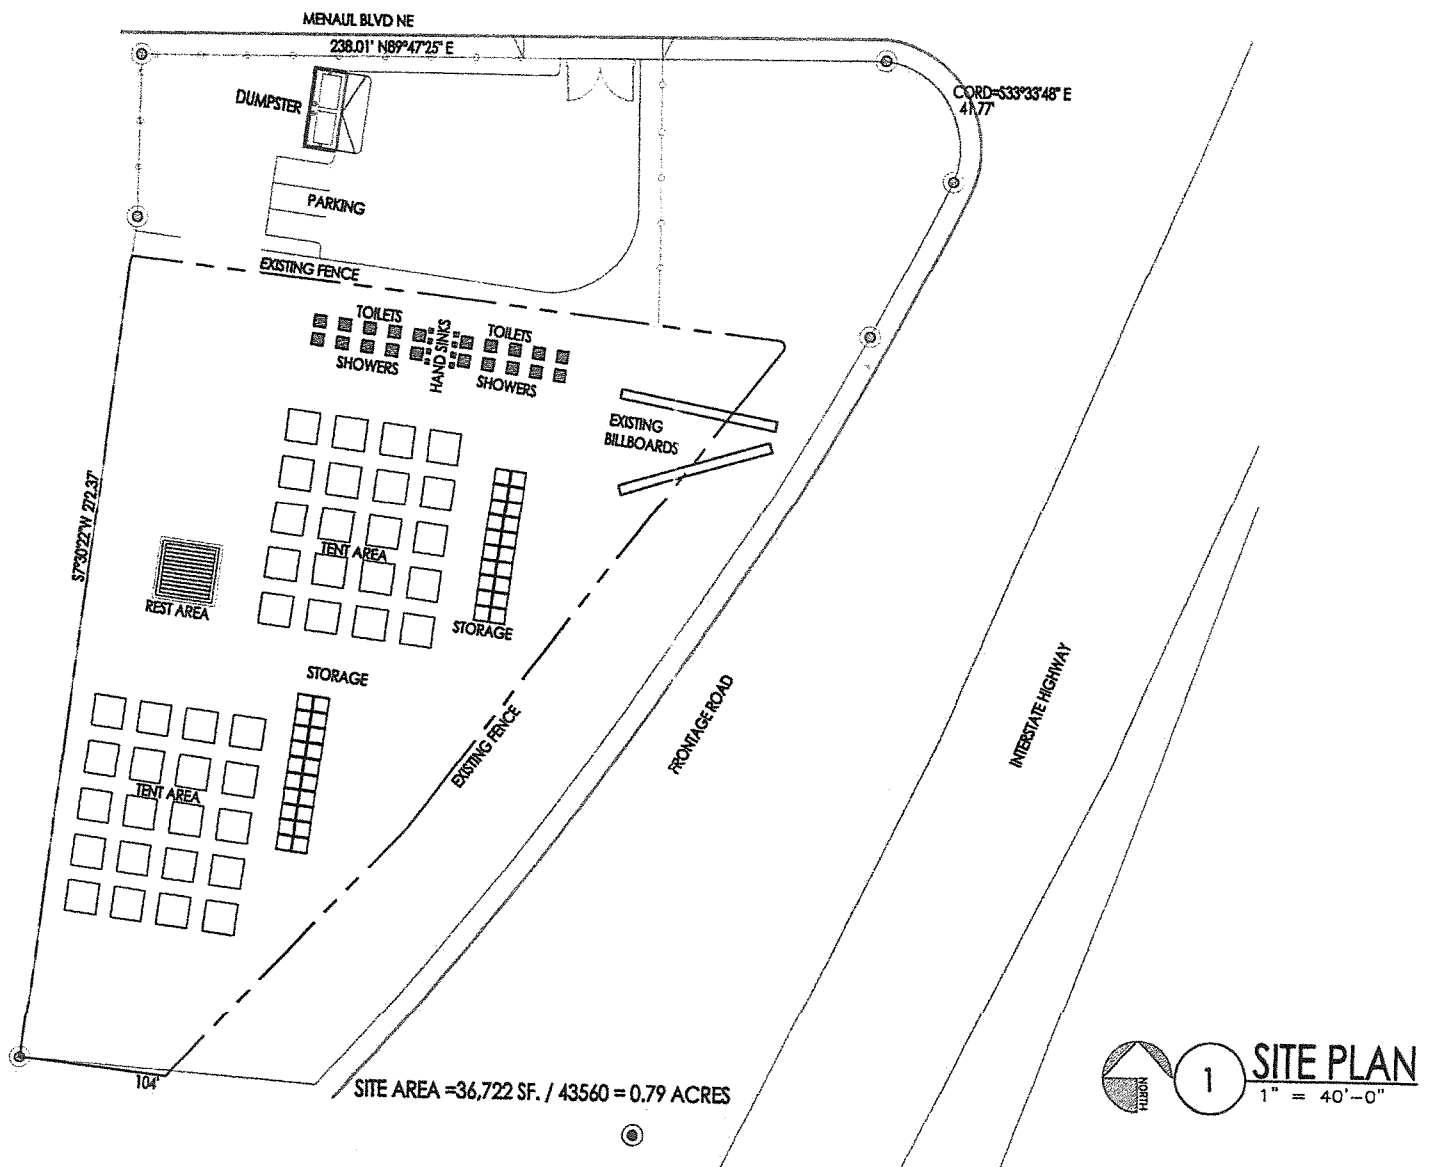 MENAUL BLVD NE
238.01' N89°47'25" E
CORD=S33°33'48" E
41.77'
DUMPSTER
PARKING
EXISTING FENCE
TOILETS
HAND SINKS
TOILETS
SHOWERS
SHOWERS
EXISTING
BILLBOARDS
S7°30'22"W 272.37'
TENT AREA
REST AREA
STORAGE
STORAGE
FRONTAGE ROAD
INTERSTATE HIGHWAY
EXISTING FENCE
TENT AREA
104'
SITE AREA =36,722 SF. / 43560 = 0.79 ACRES
NORTH
1
SITE PLAN
1" = 40'-0"